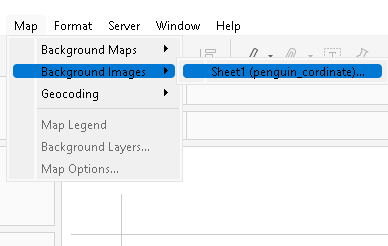 Map Format Server Window Help
Background Maps
Background Images Sheet1 (penguin_cordinate)...
Geocoding
Map Legend
Background Layers...
Map Options...